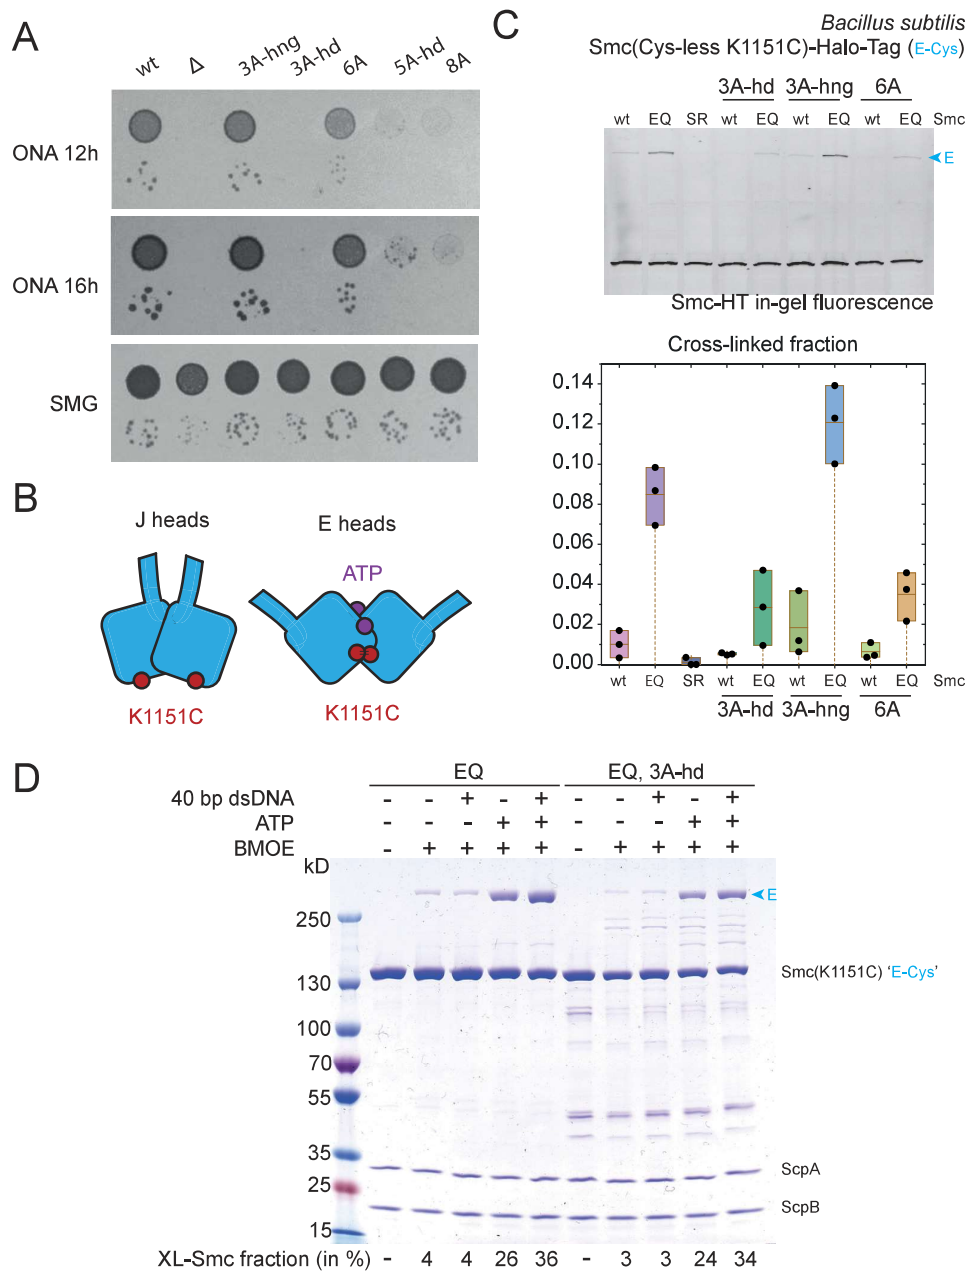 A
wt Δ 3A-hng 3A-hd 6A 5A-hd 8A
ONA 12h
ONA 16h
SMG
B
J heads
E heads
ATP
K1151C
K1151C
C
Bacillus subtilis
Smc(Cys-less K1151C)-Halo-Tag (E-Cys)
3A-hd 3A-hng 6A
wt EQ SR wt EQ wt EQ wt EQ Smc
E
Smc-HT in-gel fluorescence
Cross-linked fraction
0.14
0.12
0.10
0.08
0.06
0.04
0.02
0.00
wt EQ SR wt EQ wt EQ wt EQ Smc
3A-hd 3A-hng 6A
D
EQ EQ, 3A-hd
40 bp dsDNA - - + - + - - + - +
ATP - - - + + - - - + +
BMOE - + + + + - + + + +
kD
E
250
Smc(K1151C) 'E-Cys'
130
100
70
55
35
ScpA
25
ScpB
15
XL-Smc fraction (in %) - 4 4 26 36 - 3 3 24 34